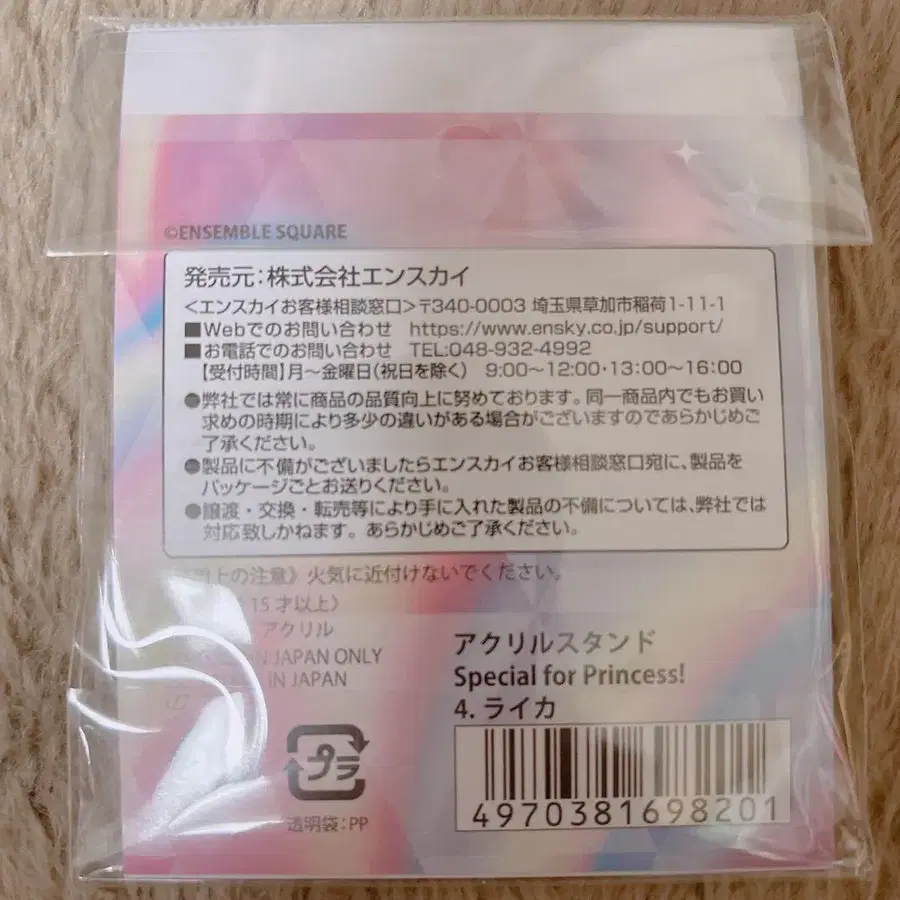 ©ENSEMBLE SQUARE
発売元:株式会社エンスカイ
<エンスカイお客様相談窓口>〒340-0003 埼玉県草加市稲荷1-11-1
■Webでのお問い合わせ https://www.ensky.co.jp/support/
■お電話でのお問い合わせ TEL:048-932-4992
【受付時間】月〜金曜日(祝日を除く) 9:00〜12:00・13:00〜16:00
●弊社では常に商品の品質向上に努めております。同一商品内でもお買い
求めの時期により多少の違いがある場合がございますのであらかじめご
了承ください。
●製品に不備がございましたらエンスカイお客様相談窓口宛に、製品を
パッケージごとお送りください。
●譲渡・交換・転売等により手に入れた製品の不備については、弊社では
対応致しかねます。あらかじめご了承ください。
上の注意》火気に近付けないでください。
15才以上〉
アクリル
JAPAN ONLY
IN JAPAN
アクリルスタンド
Special for Princess!
4. ライカ
プラ
透明袋:PP
4970381698201